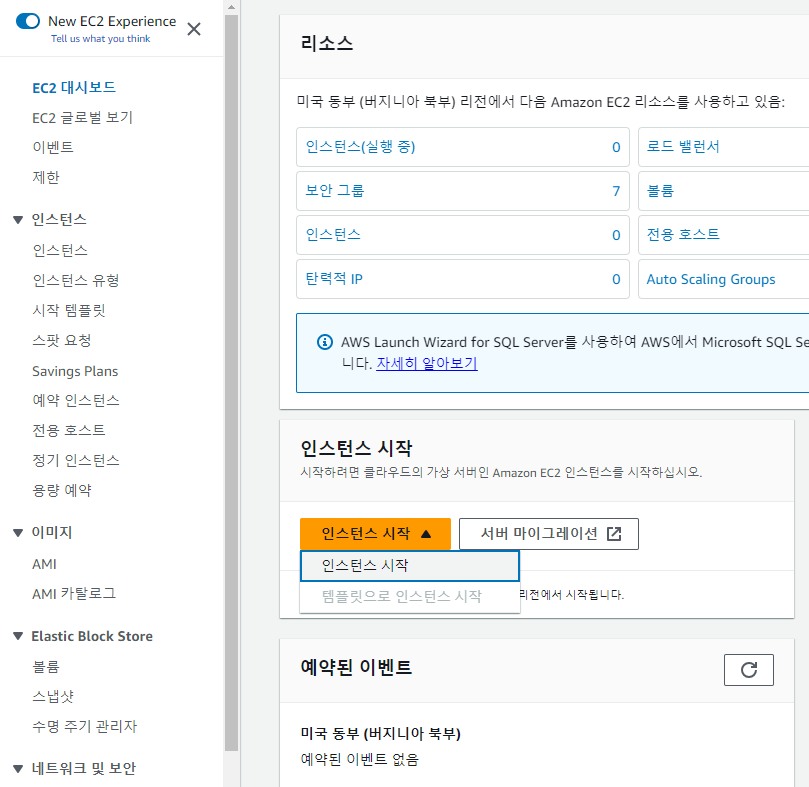 New EC2 Experience
Tell us what you think
EC2 대시보드
EC2 글로벌 보기
이벤트
제한
인스턴스
인스턴스
인스턴스 유형
시작 템플릿
스팟 요청
Savings Plans
예약 인스턴스
전용 호스트
정기 인스턴스
용량 예약
이미지
AMI
AMI 카탈로그
Elastic Block Store
볼륨
스냅샷
수명 주기 관리자
네트워크 및 보안
리소스
미국 동부 (버지니아 북부) 리전에서 다음 Amazon EC2 리소스를 사용하고 있음:
인스턴스(실행 중) 0
로드 밸런서
보안 그룹 7
볼륨
인스턴스 0
전용 호스트
탄력적 IP 0
Auto Scaling Groups
AWS Launch Wizard for SQL Server를 사용하여 AWS에서 Microsoft SQL Se
니다. 자세히 알아보기
인스턴스 시작
시작하려면 클라우드의 가상 서버인 Amazon EC2 인스턴스를 시작하십시오.
인스턴스 시작
서버 마이그레이션
인스턴스 시작
템플릿으로 인스턴스 시작
리전에서 시작됩니다.
예약된 이벤트
미국 동부 (버지니아 북부)
예약된 이벤트 없음